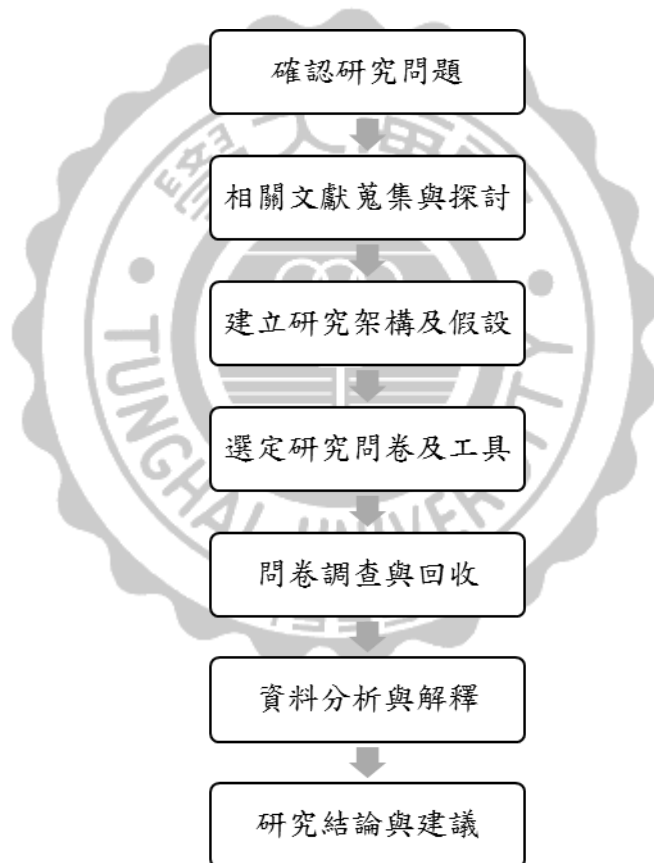 確認研究問題
相關文獻蒐集與探討
建立研究架構及假設
選定研究問卷及工具
問卷調查與回收
資料分析與解釋
研究結論與建議
TUNGHAI UNIVERSITY